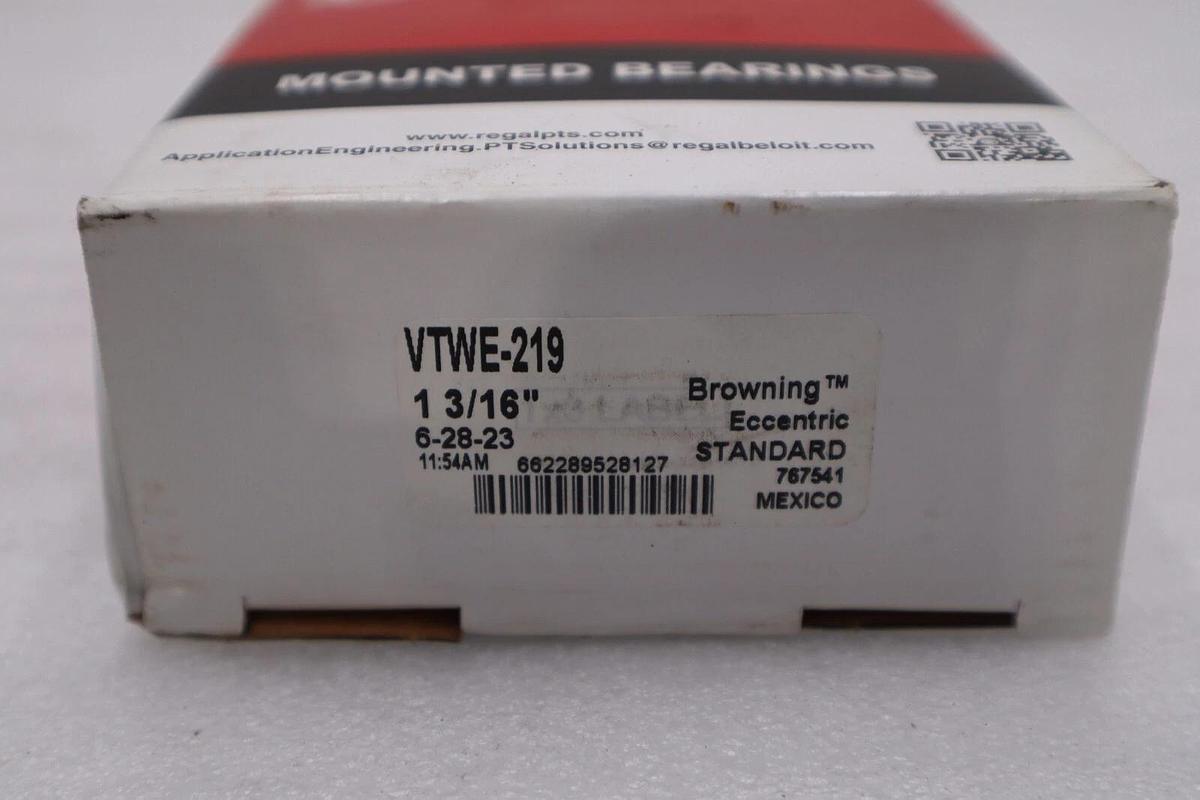 MOUNTED BEARINGS
www.regalpts.com
ApplicationEngineering.PTSolutions@regalbeloit.com
VTWE-219
1 3/16"
6-28-23
11:54AM 662289528127
Browning™
Eccentric
STANDARD
767541
MEXICO